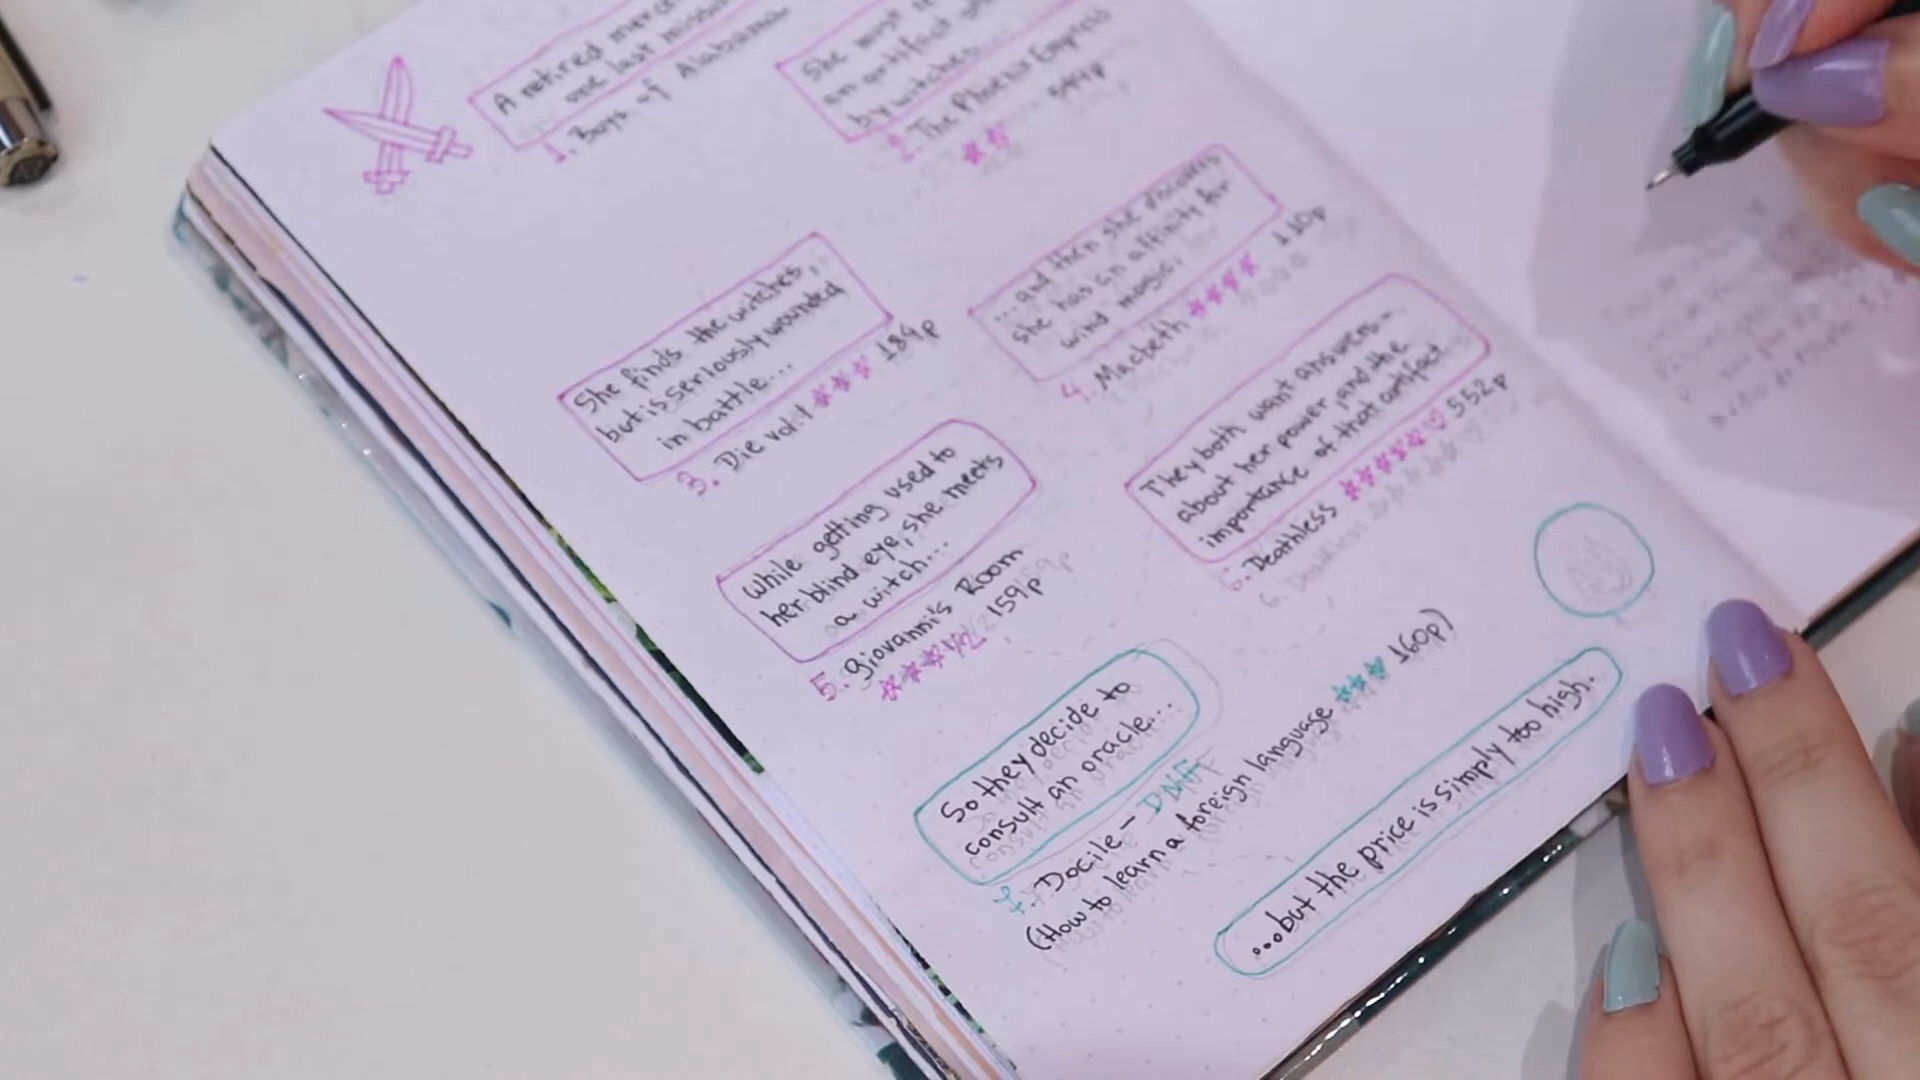 A retired
one last
1. Boys of Alabama
She must
an artifact
by witches
2. The Phoenix Empress
594p
She finds the witches,
but is seriously wounded
in battle...
3. Die vol.1 ★★★ 184p
...and then she discovers
she has an affinity for
wind magic.
4. Macbeth ★★★★ 110p
While getting used to
her blind eye, she meets
a witch...
5. Giovanni's Room
★★★1/2 159p
They both want answers-
about her power, and the
importance of that artifact
6. Deathless ★★★★★♡ 552p
So they decide to
consult an oracle...
7. Docile - DNF
(How to learn a foreign language ★★★ 160p)
...but the price is simply too high.